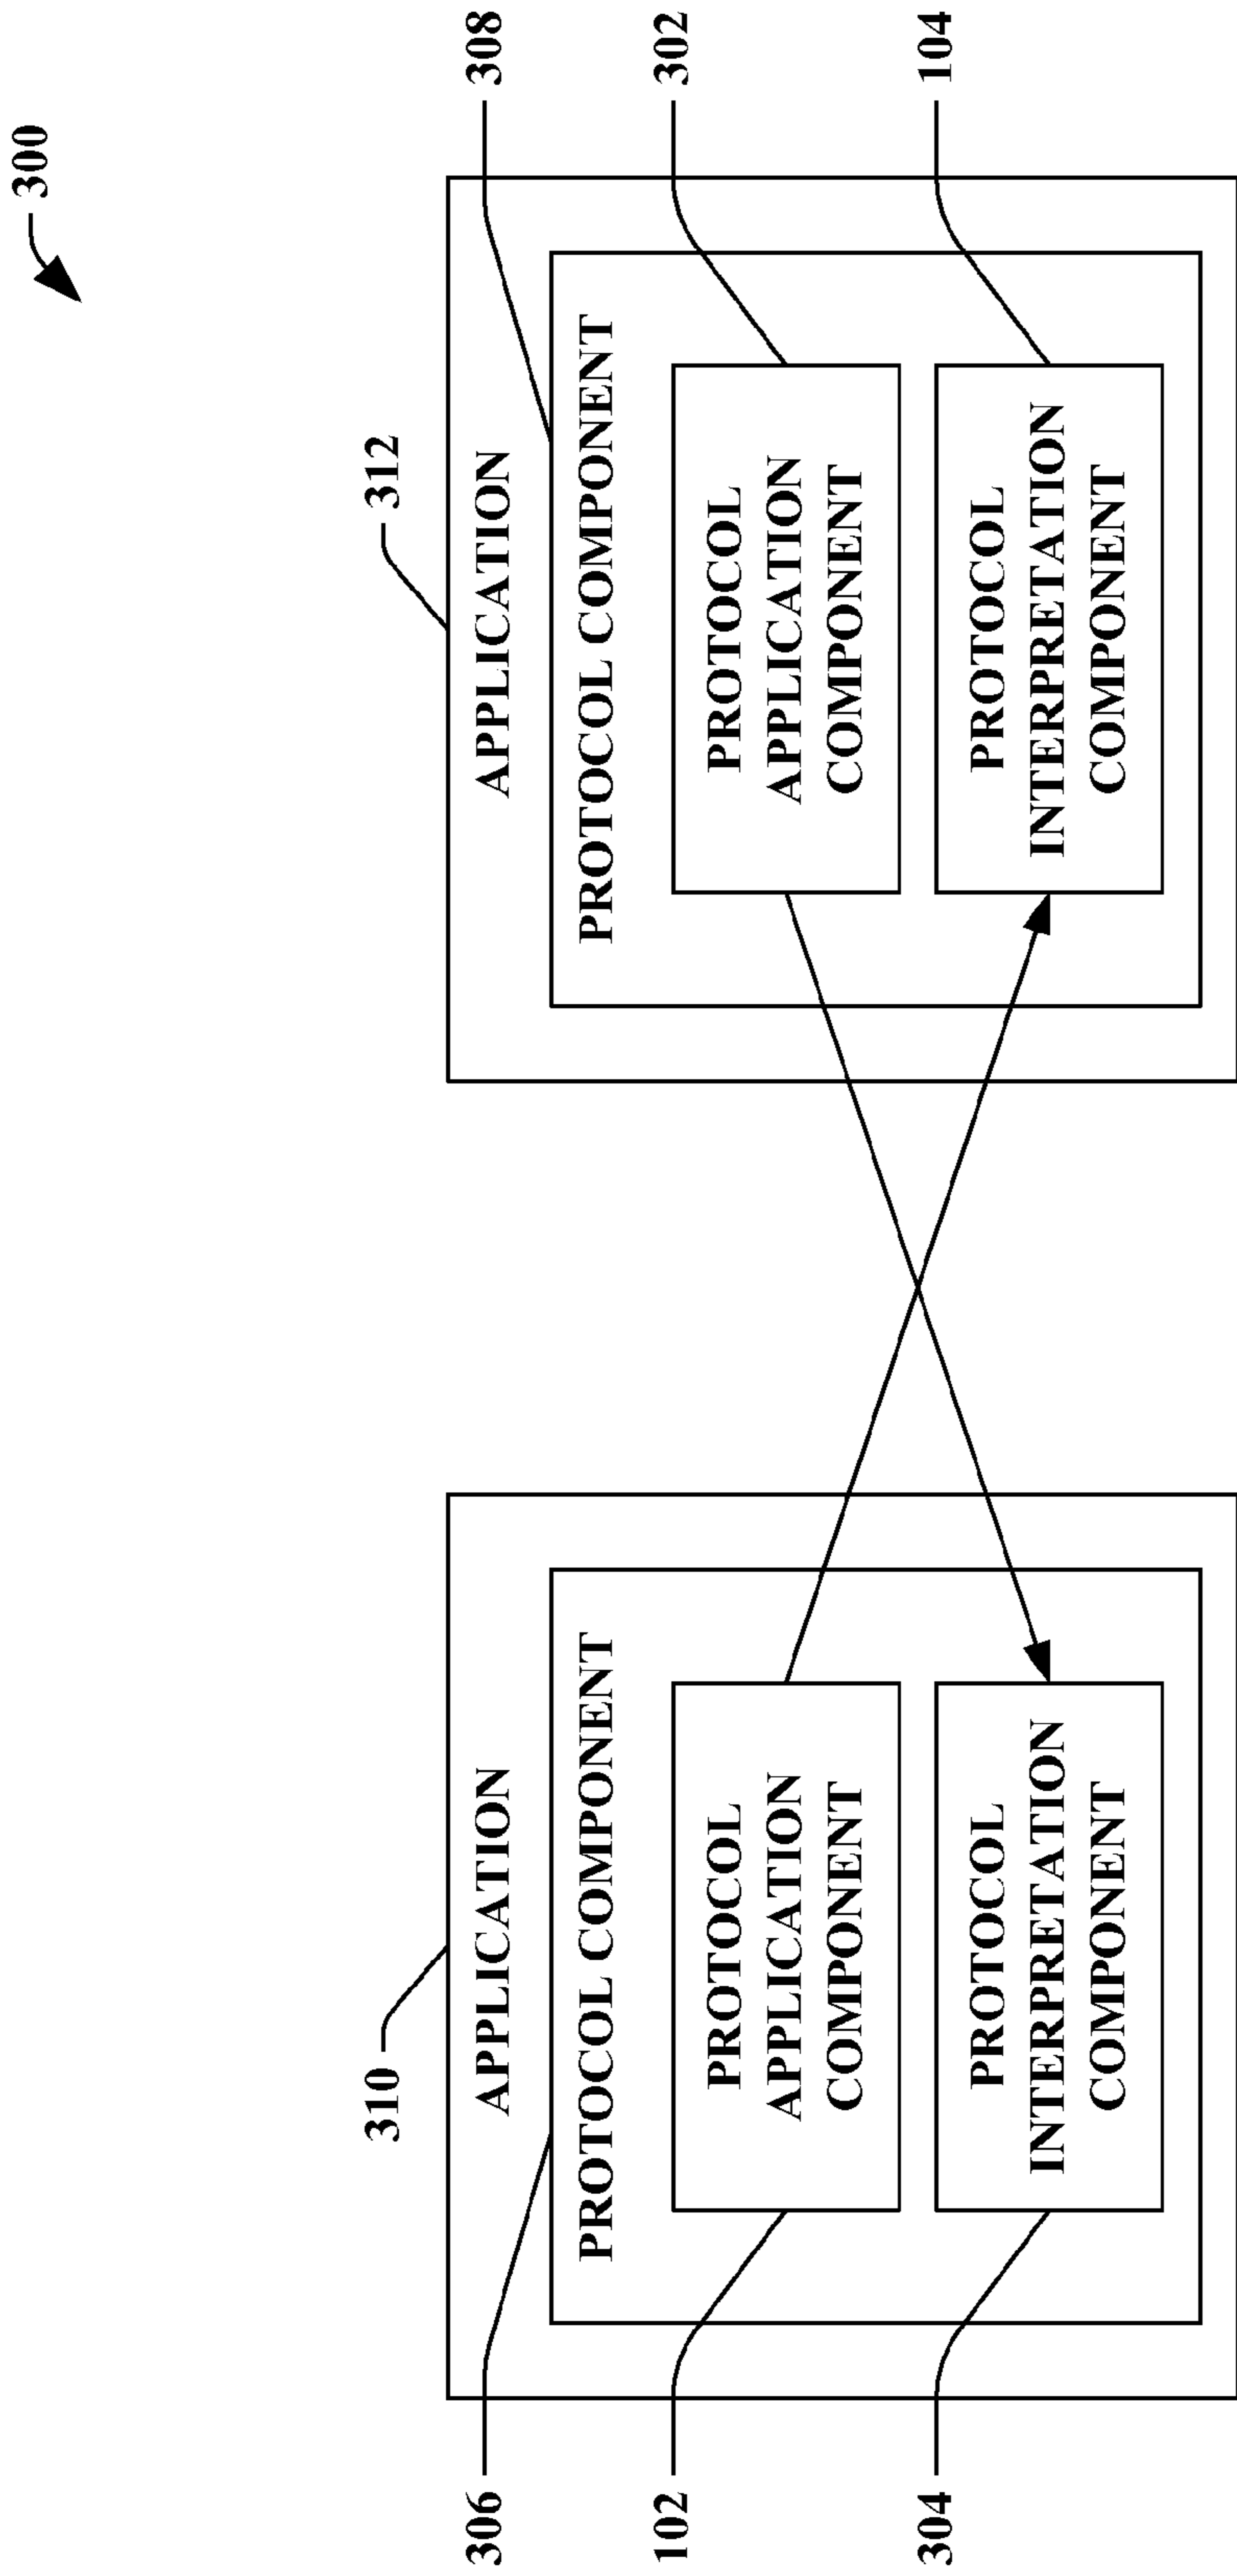 300
310
312
306
APPLICATION
PROTOCOL COMPONENT
102
PROTOCOL
APPLICATION
COMPONENT
304
PROTOCOL
INTERPRETATION
COMPONENT
308
APPLICATION
PROTOCOL COMPONENT
302
PROTOCOL
APPLICATION
COMPONENT
104
PROTOCOL
INTERPRETATION
COMPONENT